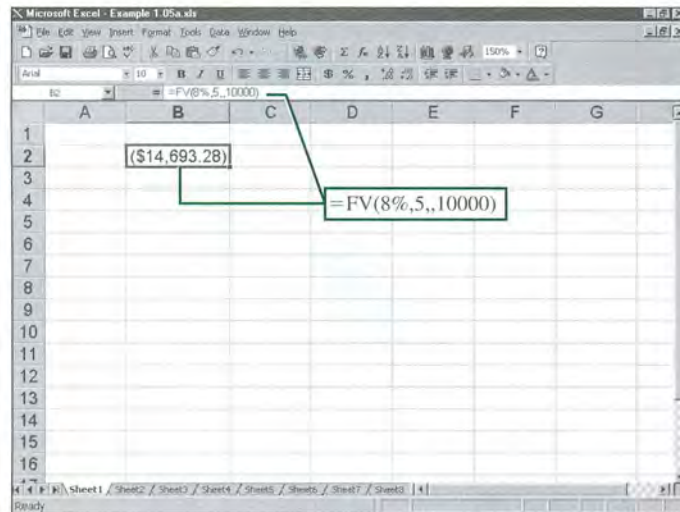 Microsoft Excel - Example 1.05a.xls
File Edit View Insert Format Tools Data Window Help
150%
Arial 10 B I U $ % ,
B2 = =FV(8%,5,,10000)
A B C D E F G
1
2 ($14,693.28)
3
4 =FV(8%,5,,10000)
5
6
7
8
9
10
11
12
13
14
15
16
Sheet1 / Sheet2 / Sheet3 / Sheet4 / Sheet5 / Sheet6 / Sheet7 / Sheet8
Ready